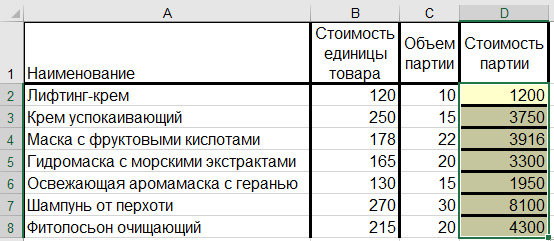 A B C D
1 Наименование Стоимость единицы товара Объем партии Стоимость партии
2 Лифтинг-крем 120 10 1200
3 Крем успокаивающий 250 15 3750
4 Маска с фруктовыми кислотами 178 22 3916
5 Гидромаска с морскими экстрактами 165 20 3300
6 Освежающая аромамаска с геранью 130 15 1950
7 Шампунь от перхоти 270 30 8100
8 Фитолосьон очищающий 215 20 4300